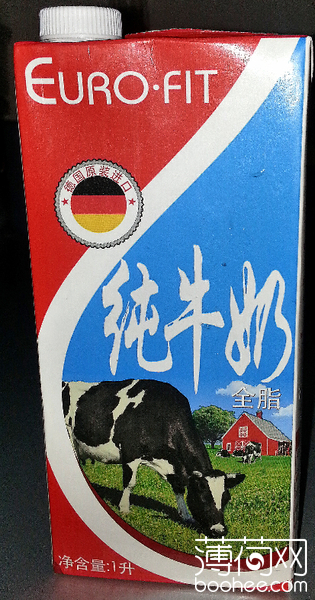 EURO·FIT
德国原装进口
纯牛奶
全脂
净含量:1升
薄荷网
boohee.com